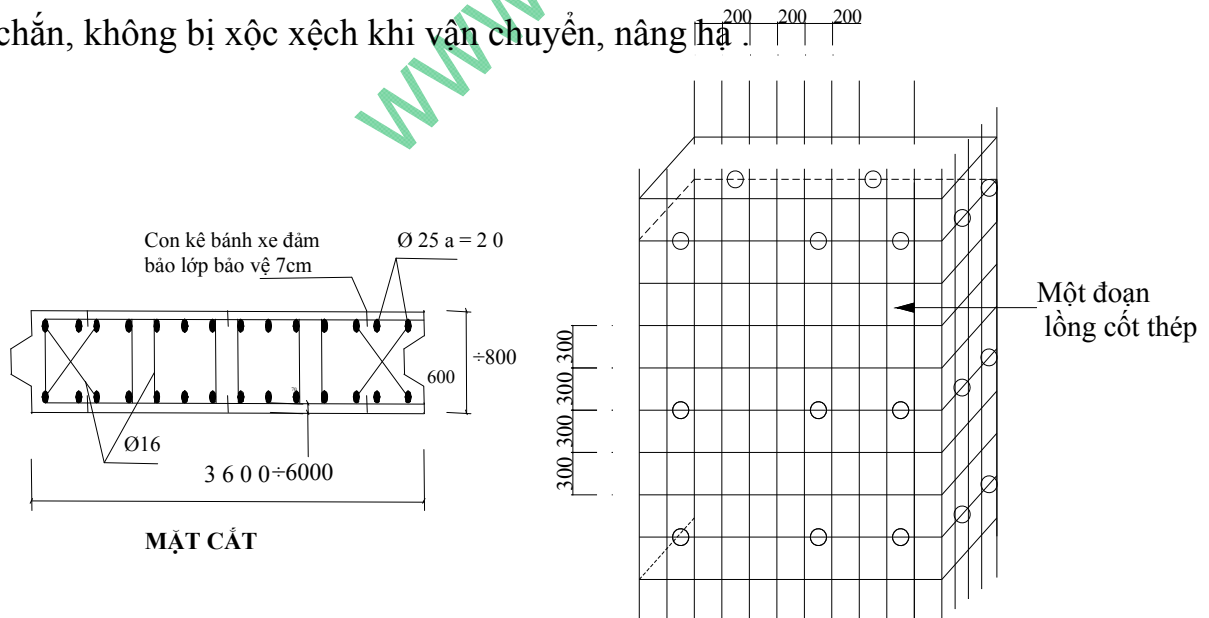 chắn, không bị xộc xệch khi vận chuyển, nâng hạ .
www
200 200 200
Con kê bánh xe đảm
bảo lớp bảo vệ 7cm
Ø 25 a = 2 0
600
÷800
Ø16
3 6 0 0÷6000
MẶT CẮT
300 300 300 300
Một đoạn
lồng cốt thép